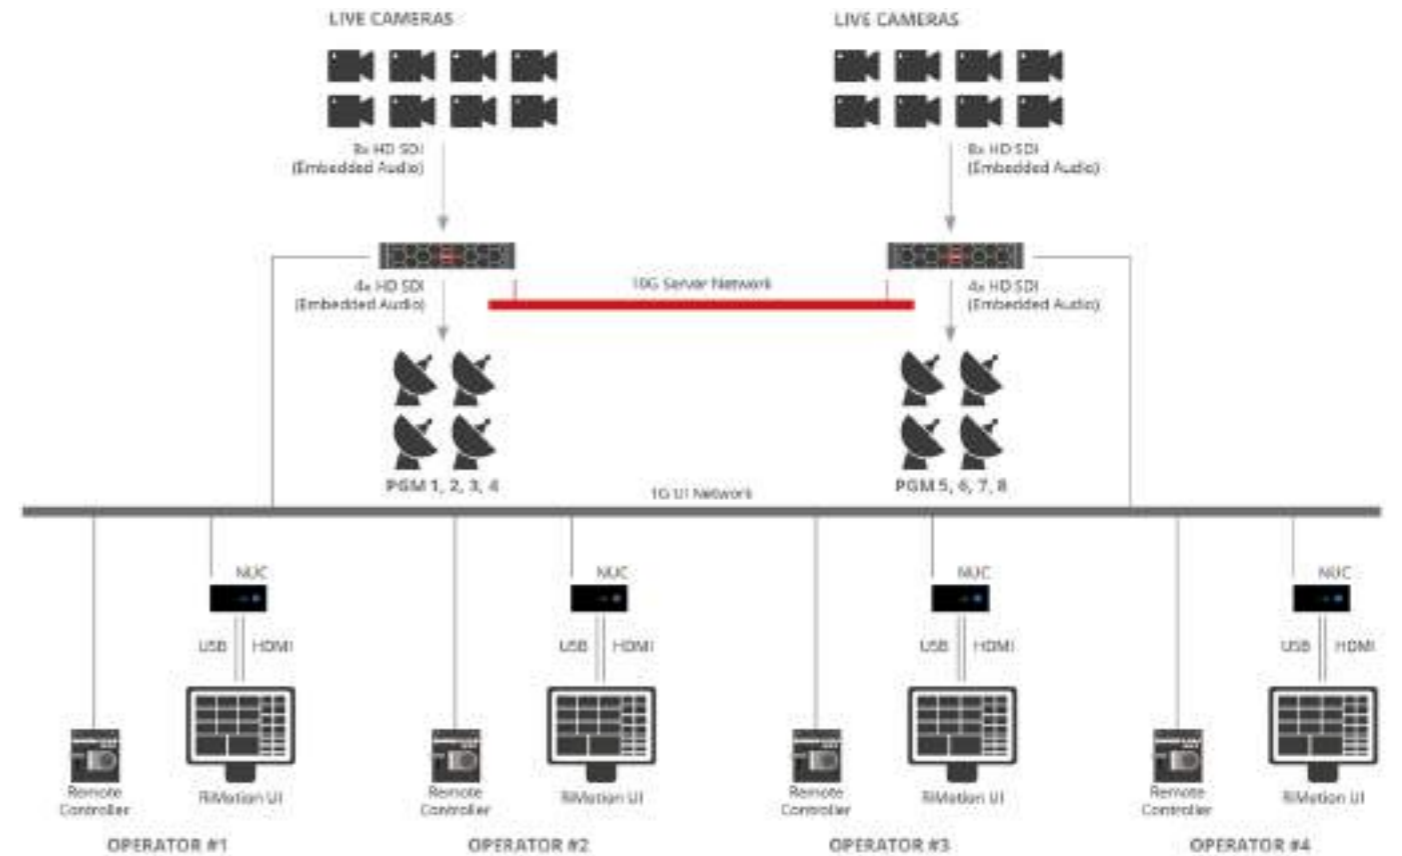 LIVE CAMERAS
LIVE CAMERAS
8x HD SDI
(Embedded Audio)
8x HD SDI
(Embedded Audio)
10G Server Network
4x HD SDI
(Embedded Audio)
4x HD SDI
(Embedded Audio)
PGM 1, 2, 3, 4
PGM 5, 6, 7, 8
1G UI Network
NUC
NUC
NUC
NUC
USB HDMI
USB HDMI
USB HDMI
USB HDMI
Remote
Controller
RiMotion UI
Remote
Controller
RiMotion UI
Remote
Controller
RiMotion UI
Remote
Controller
RiMotion UI
OPERATOR #1
OPERATOR #2
OPERATOR #3
OPERATOR #4